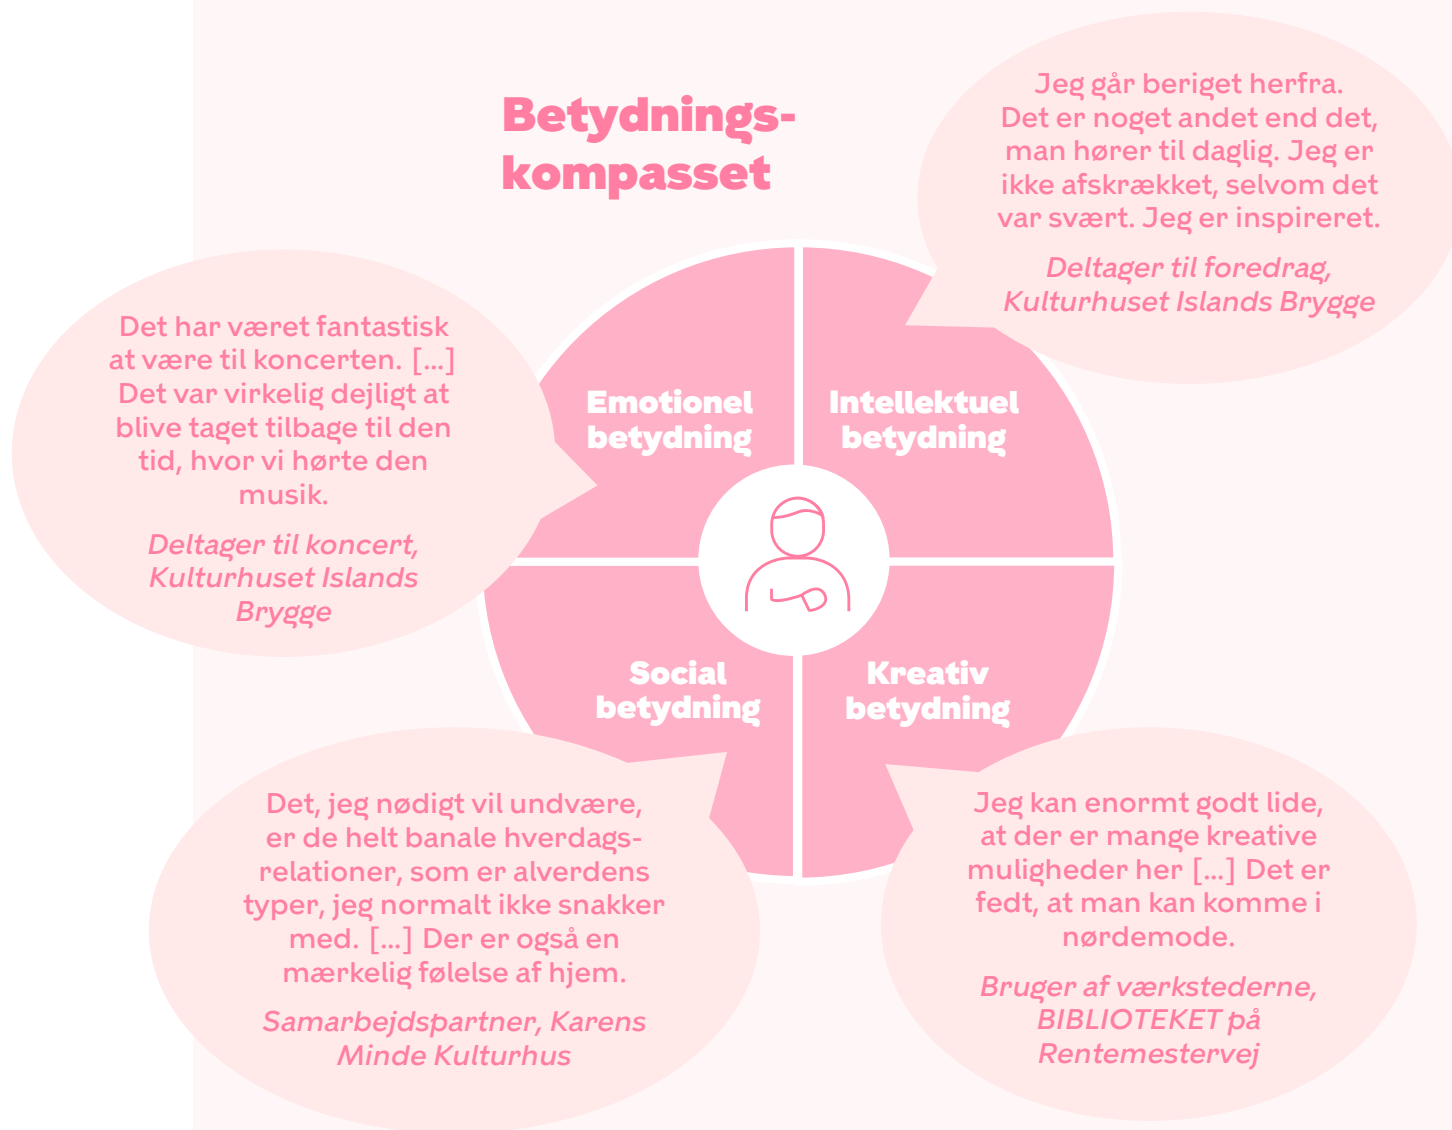 Betydnings-
kompasset
Jeg går beriget herfra.
Det er noget andet end det,
man hører til daglig. Jeg er
ikke afskrækket, selvom det
var svært. Jeg er inspireret.
Deltager til foredrag,
Kulturhuset Islands Brygge
Det har været fantastisk
at være til koncerten. [...]
Det var virkelig dejligt at
blive taget tilbage til den
tid, hvor vi hørte den
musik.
Deltager til koncert,
Kulturhuset Islands
Brygge
Emotionel
betydning
Intellektuel
betydning
Social
betydning
Kreativ
betydning
Det, jeg nødigt vil undvære,
er de helt banale hverdags-
relationer, som er alverdens
typer, jeg normalt ikke snakker
med. [...] Der er også en
mærkelig følelse af hjem.
Samarbejdspartner, Karens
Minde Kulturhus
Jeg kan enormt godt lide,
at der er mange kreative
muligheder her [...] Det er
fedt, at man kan komme i
nørdemode.
Bruger af værkstederne,
BIBLIOTEKET på
Rentemestervej